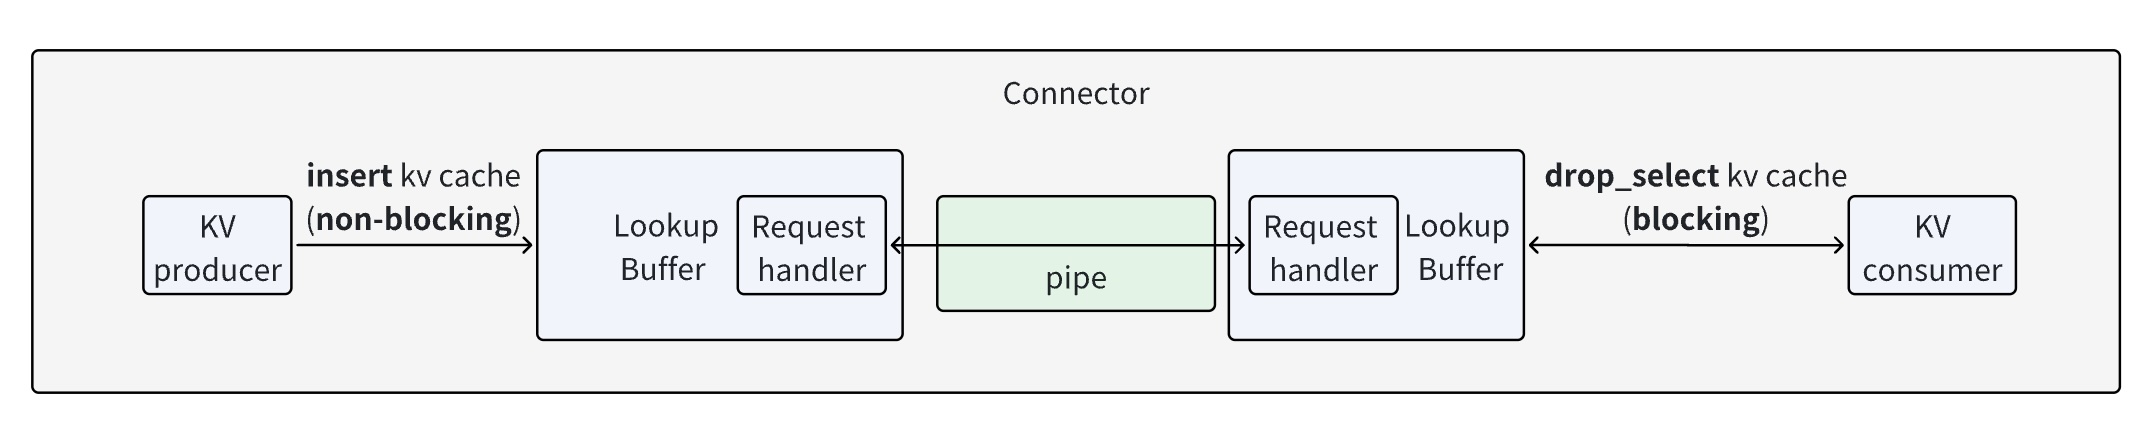 Connector
insert kv cache
(non-blocking)
KV
producer
Lookup
Buffer
Request
handler
pipe
Request
handler
Lookup
Buffer
drop_select kv cache
(blocking)
KV
consumer